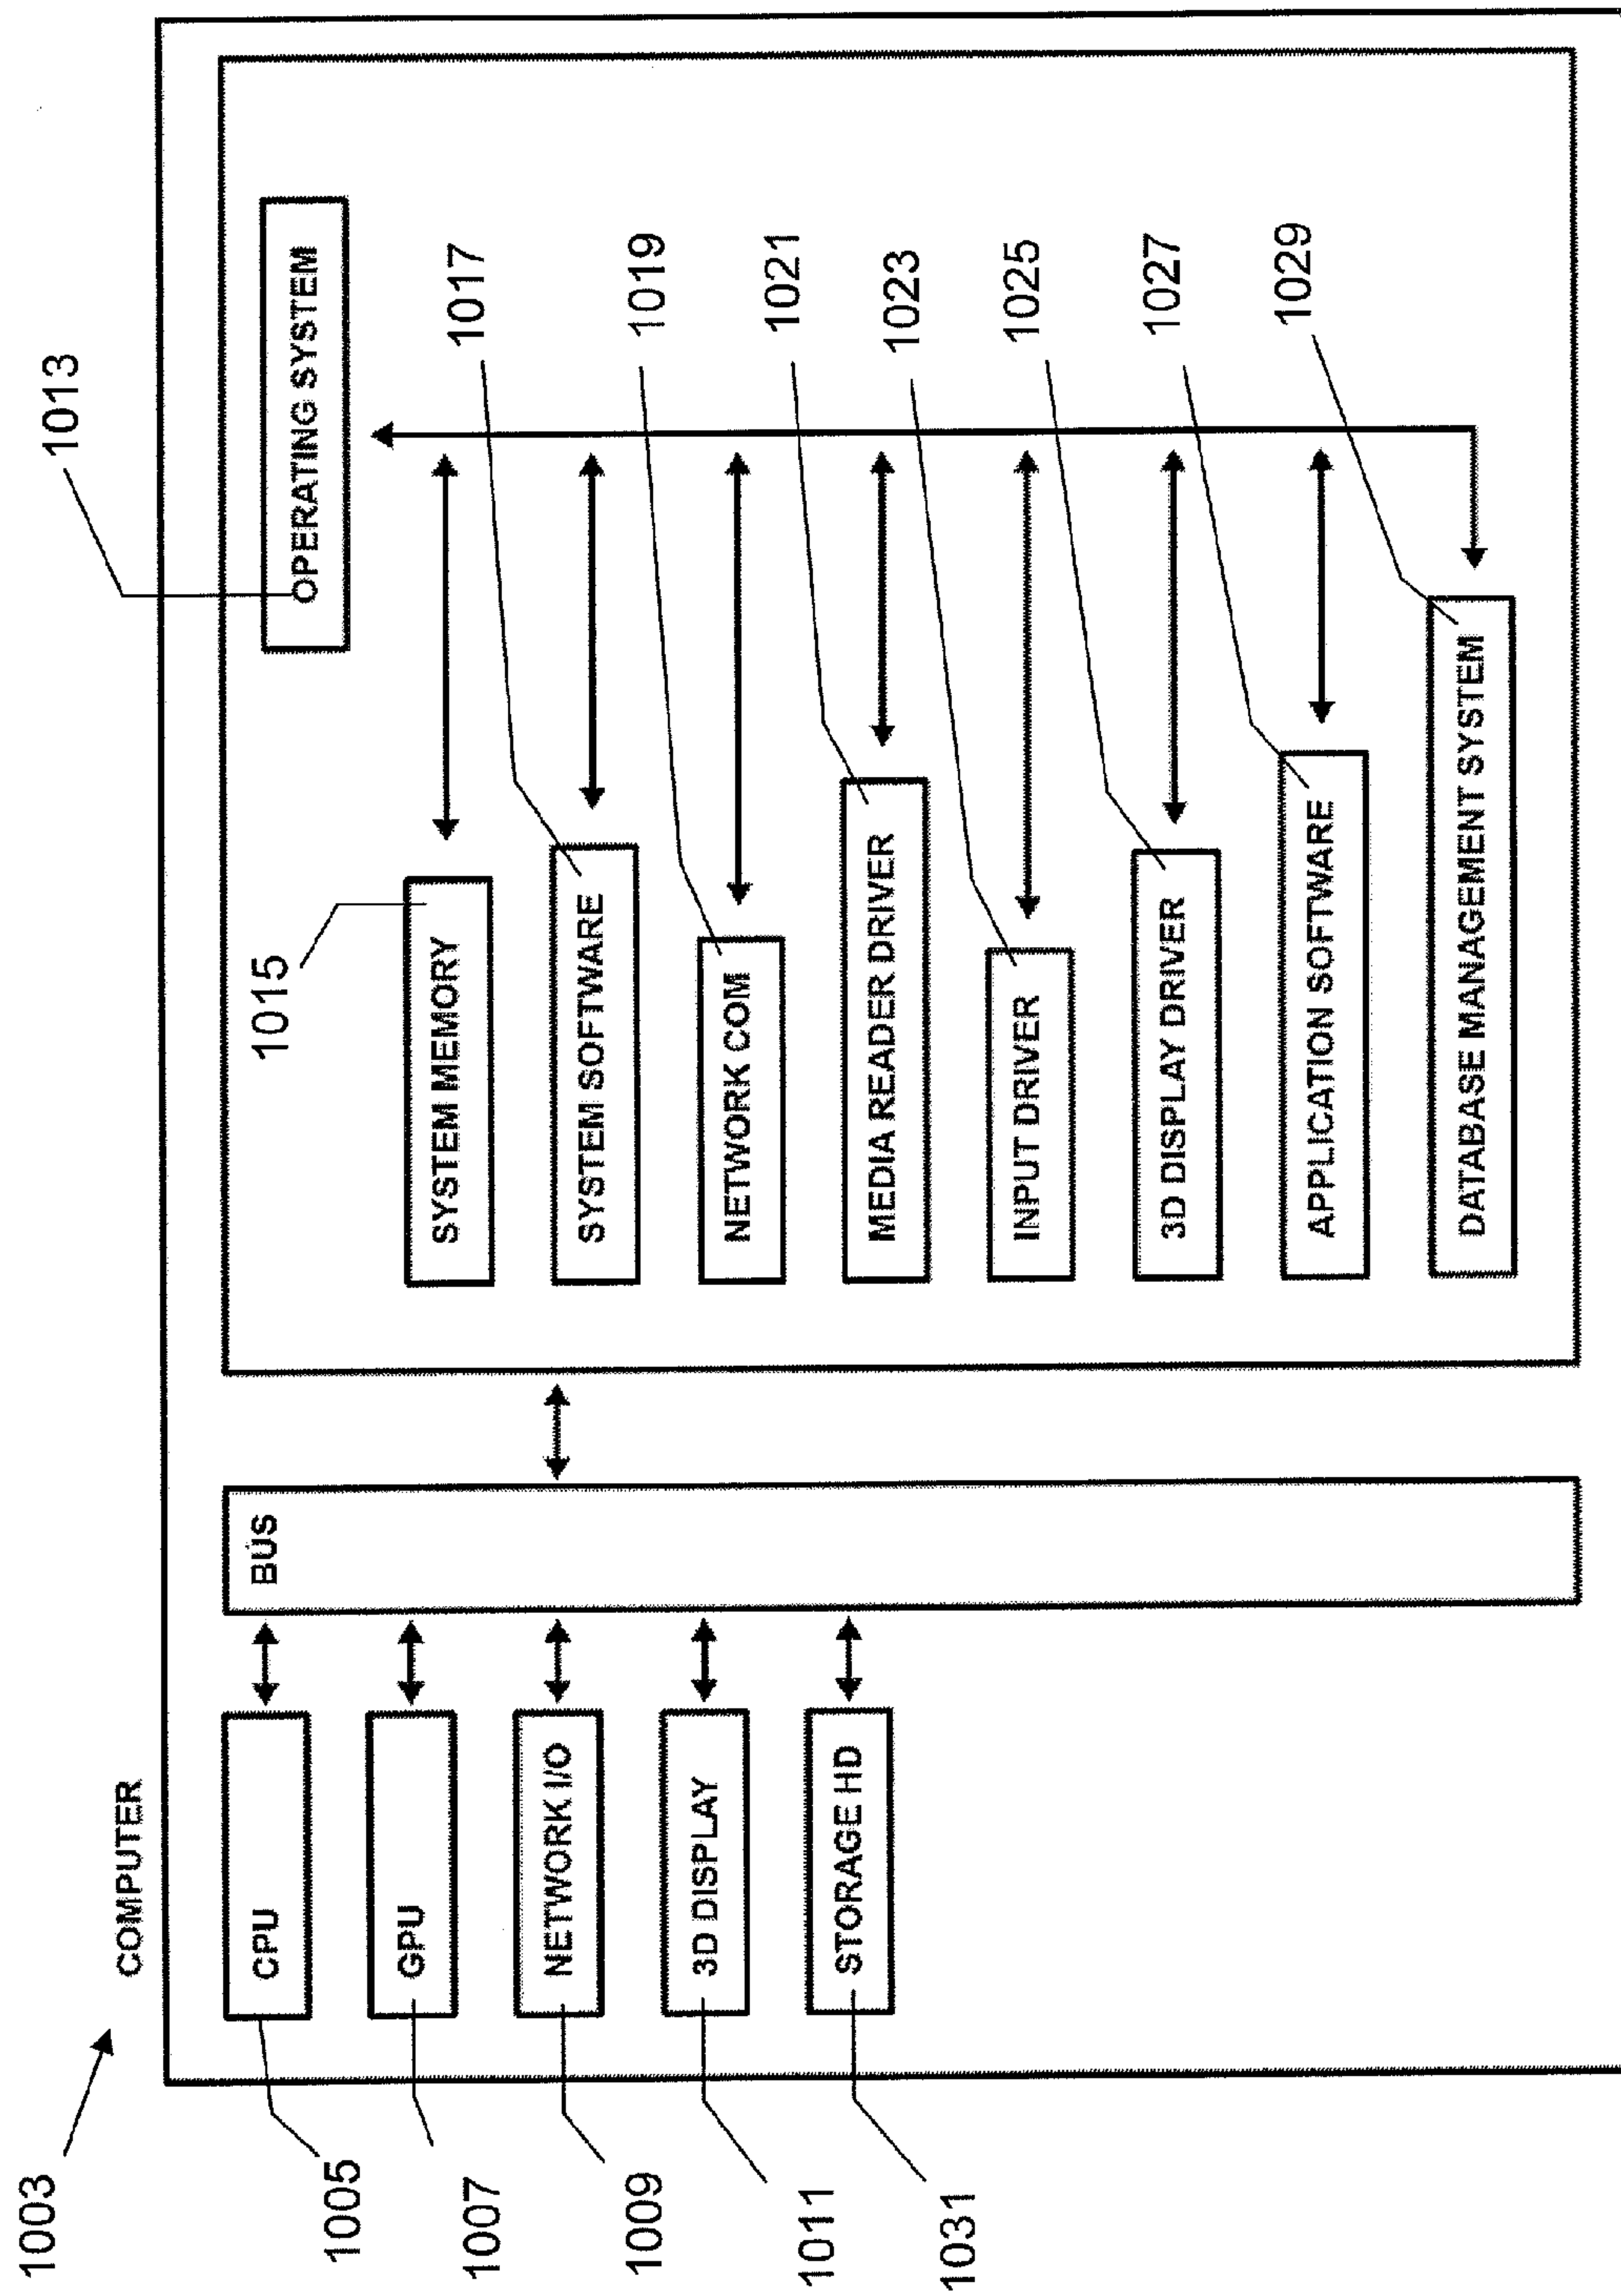 1003
COMPUTER
1005
CPU
1007
GPU
1009
NETWORK I/O
1011
3D DISPLAY
1031
STORAGE HD
BUS
1013
OPERATING SYSTEM
1015
SYSTEM MEMORY
1017
SYSTEM SOFTWARE
1019
NETWORK COM
1021
MEDIA READER DRIVER
1023
INPUT DRIVER
1025
3D DISPLAY DRIVER
1027
APPLICATION SOFTWARE
1029
DATABASE MANAGEMENT SYSTEM